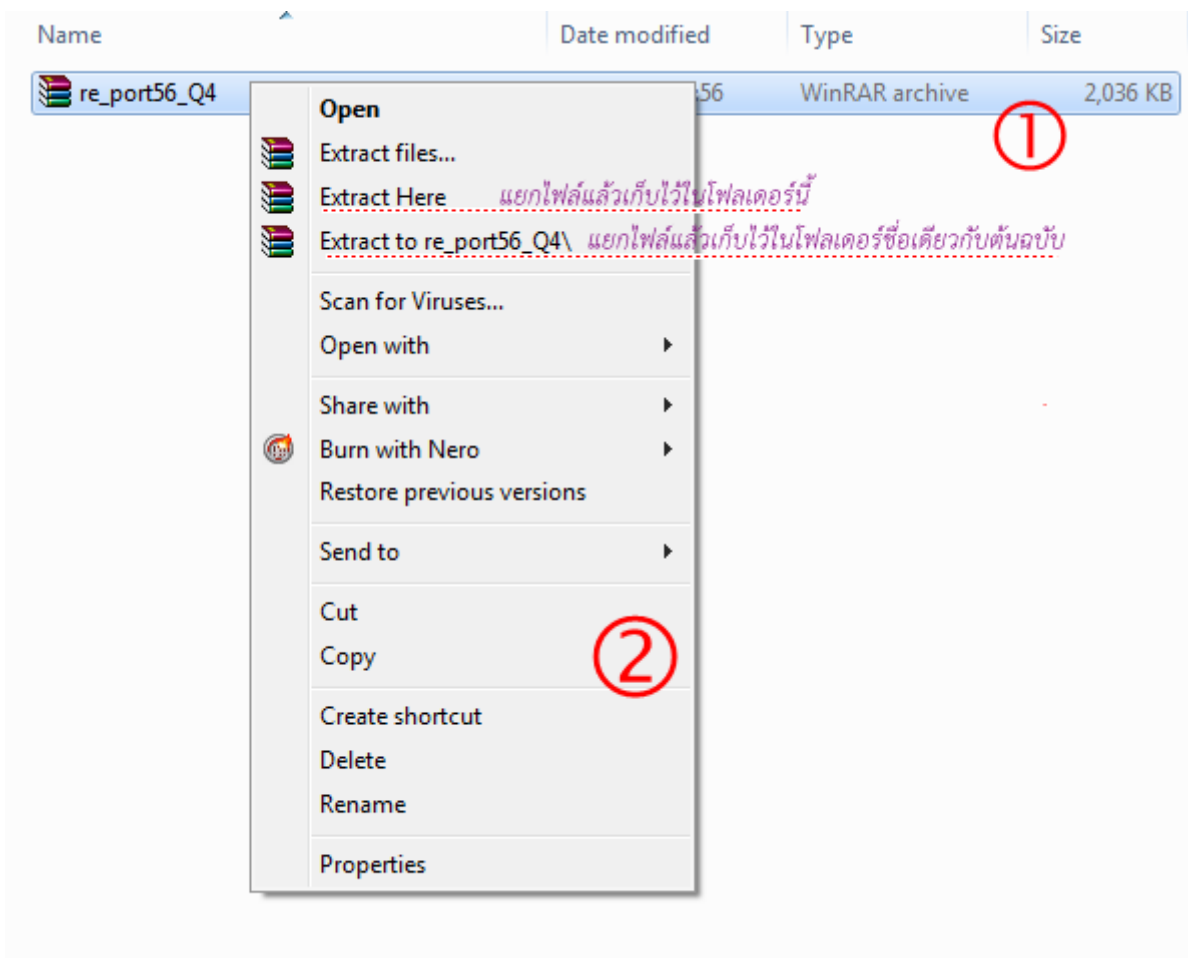 Name Date modified Type Size
re_port56_Q4 :56 WinRAR archive 2,036 KB
①
Open
Extract files...
Extract Here แยกไฟล์แล้วเก็บไว้ในโฟลเดอร์นี้
Extract to re_port56_Q4\ แยกไฟล์แล้วเก็บไว้ในโฟลเดอร์ชื่อเดียวกับต้นฉบับ
Scan for Viruses...
Open with
Share with
Burn with Nero
Restore previous versions
Send to
Cut
Copy
②
Create shortcut
Delete
Rename
Properties